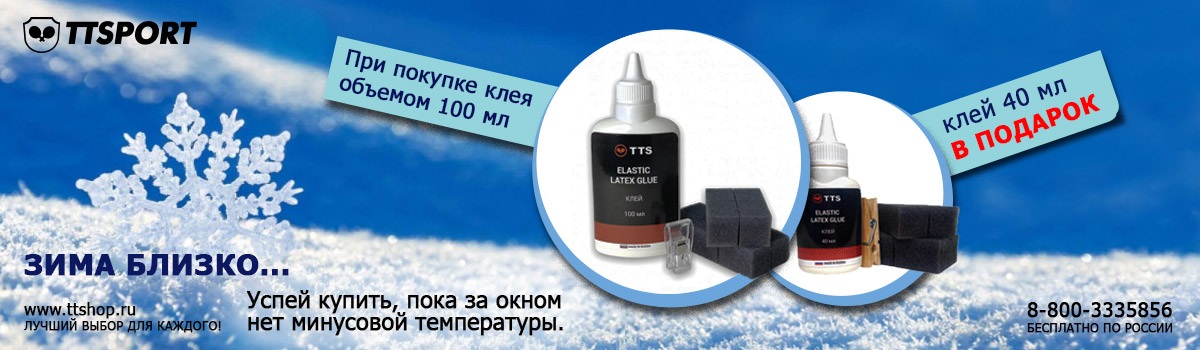 TTSPORT
При покупке клея
объемом 100 мл
TTS
ELASTIC
LATEX GLUE
КЛЕЙ
100 мл
клей 40 мл
В ПОДАРОК
TTS
ELASTIC
LATEX GLUE
КЛЕЙ
40 мл
ЗИМА БЛИЗКО...
www.ttshop.ru
ЛУЧШИЙ ВЫБОР ДЛЯ КАЖДОГО!
Успей купить, пока за окном
нет минусовой температуры.
8-800-3335856
БЕСПЛАТНО ПО РОССИИ